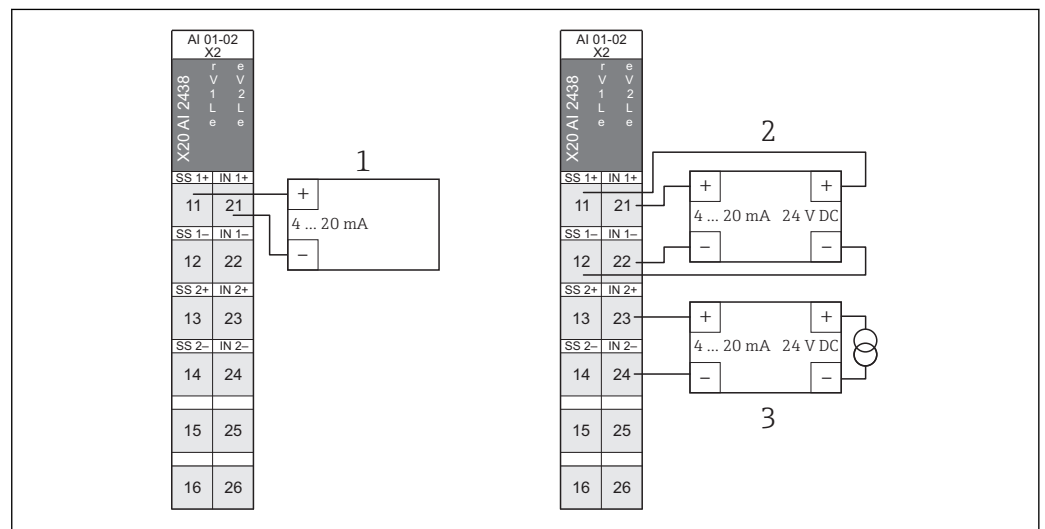 AI 01-02
X2
X20 AI 2438
r e
V V
1 2
L L
e e
SS 1+ IN 1+
11 21
SS 1– IN 1–
12 22
SS 2+ IN 2+
13 23
SS 2– IN 2–
14 24
15 25
16 26
1
+
4 ... 20 mA
–
AI 01-02
X2
X20 AI 2438
r e
V V
1 2
L L
e e
SS 1+ IN 1+
11 21
SS 1– IN 1–
12 22
SS 2+ IN 2+
13 23
SS 2– IN 2–
14 24
15 25
16 26
2
+ +
4 ... 20 mA 24 V DC
– –
+ +
4 ... 20 mA 24 V DC
– –
3